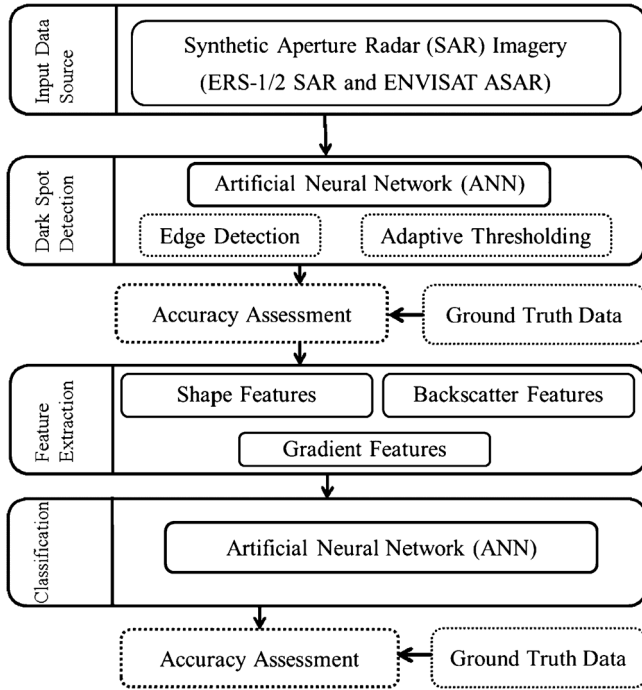 Input Data
Source
Synthetic Aperture Radar (SAR) Imagery
(ERS-1/2 SAR and ENVISAT ASAR)
Dark Spot
Detection
Artificial Neural Network (ANN)
Edge Detection
Adaptive Thresholding
Accuracy Assessment
Ground Truth Data
Feature
Extraction
Shape Features
Backscatter Features
Gradient Features
Classification
Artificial Neural Network (ANN)
Accuracy Assessment
Ground Truth Data